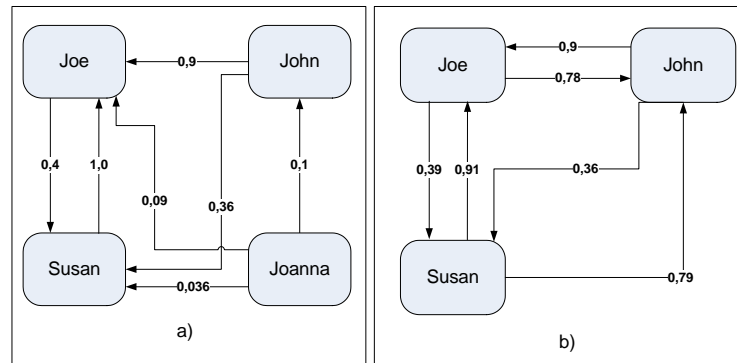 Joe
0,9
John
0,4
1,0
0,09
0,36
0,1
Susan
0,036
Joanna
a)
Joe
0,9
0,78
John
0,39
0,91
0,36
Susan
0,79
b)